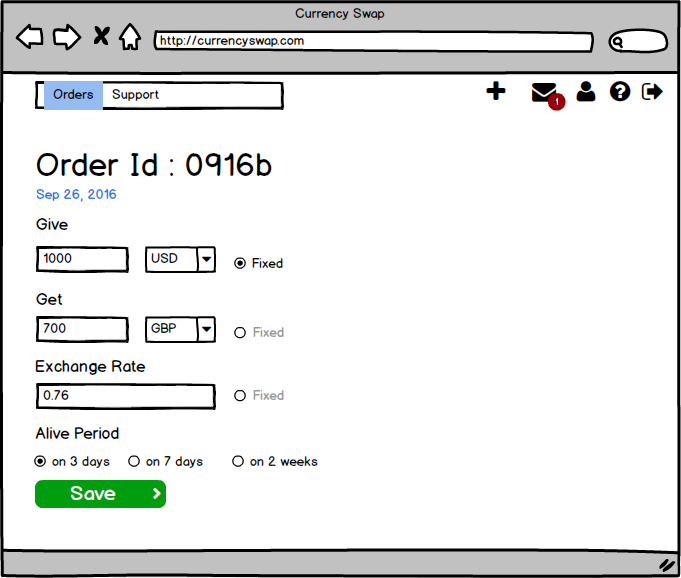 Currency Swap
http://currencyswap.com
Orders Support
1
Order Id : 0916b
Sep 26, 2016
Give
1000 USD Fixed
Get
700 GBP Fixed
Exchange Rate
0.76 Fixed
Alive Period
on 3 days on 7 days on 2 weeks
Save